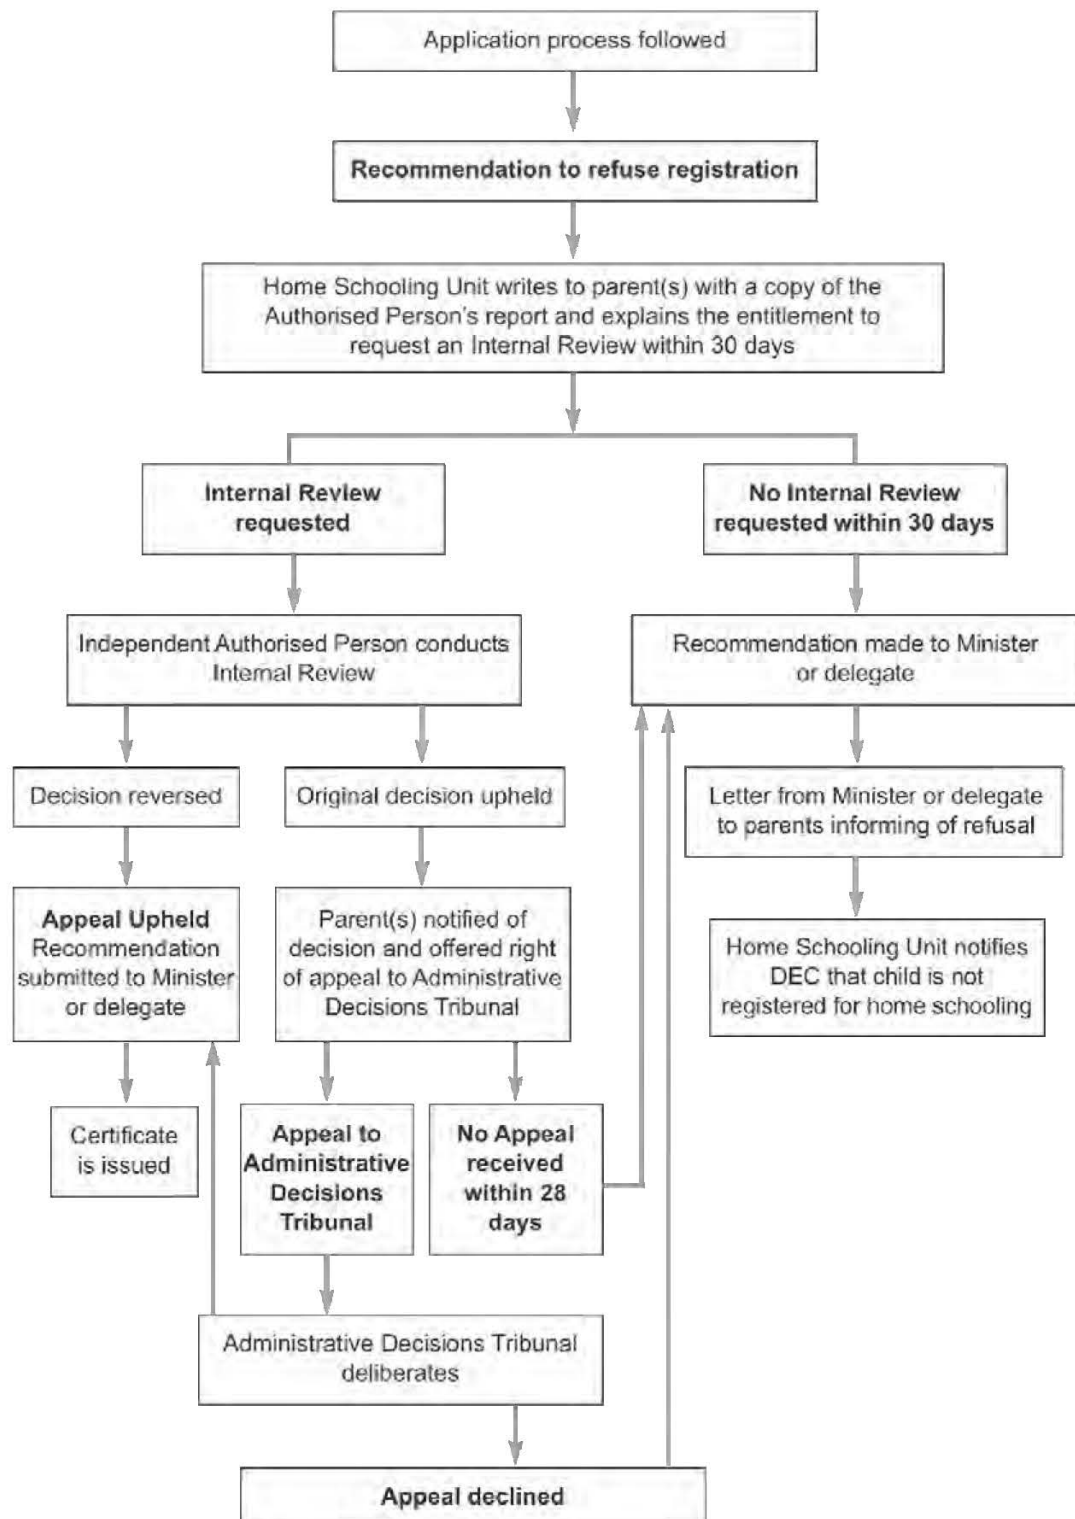 Application process followed
Recommendation to refuse registration
Home Schooling Unit writes to parent(s) with a copy of the
Authorised Person's report and explains the entitlement to
request an Internal Review within 30 days
Internal Review
requested
No Internal Review
requested within 30 days
Independent Authorised Person conducts
Internal Review
Recommendation made to Minister
or delegate
Decision reversed
Original decision upheld
Letter from Minister or delegate
to parents informing of refusal
Appeal Upheld
Recommendation
submitted to Minister
or delegate
Parent(s) notified of
decision and offered right
of appeal to Administrative
Decisions Tribunal
Home Schooling Unit notifies
DEC that child is not
registered for home schooling
Certificate
is issued
Appeal to
Administrative
Decisions
Tribunal
No Appeal
received
within 28
days
Administrative Decisions Tribunal
deliberates
Appeal declined